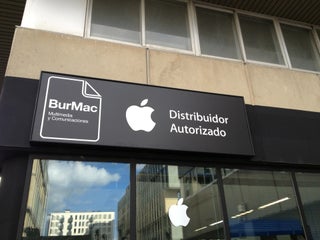 BurMac
Multimedia
y Comunicaciones
Distribuidor
Autorizado